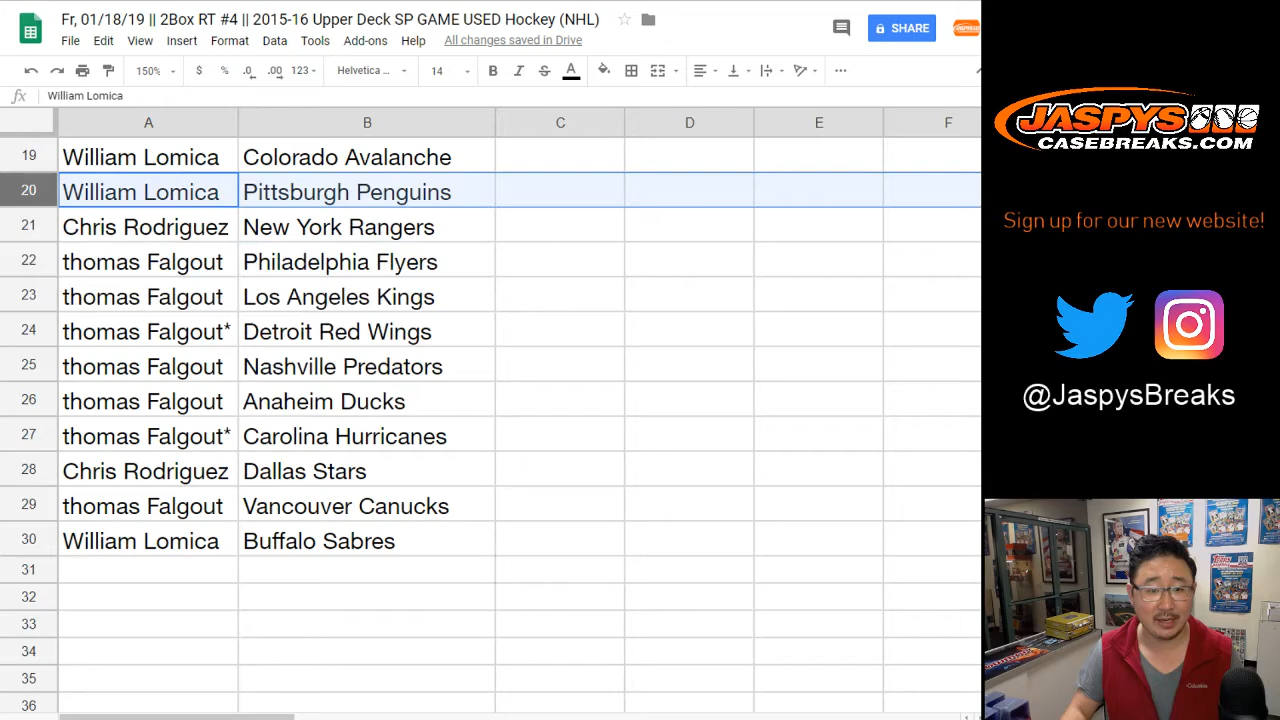 Fr, 01/18/19 || 2Box RT #4 || 2015-16 Upper Deck SP GAME USED Hockey (NHL)
File Edit View Insert Format Data Tools Add-ons Help All changes saved in Drive
SHARE
150% $ % .0 .00 123 Helvetica ... 14 B I S A ...
fx William Lomica
A B C D E F
19 William Lomica Colorado Avalanche
20 William Lomica Pittsburgh Penguins
21 Chris Rodriguez New York Rangers
22 thomas Falgout Philadelphia Flyers
23 thomas Falgout Los Angeles Kings
24 thomas Falgout* Detroit Red Wings
25 thomas Falgout Nashville Predators
26 thomas Falgout Anaheim Ducks
27 thomas Falgout* Carolina Hurricanes
28 Chris Rodriguez Dallas Stars
29 thomas Falgout Vancouver Canucks
30 William Lomica Buffalo Sabres
31
32
33
34
35
36
JASPYS
CASEBREAKS.COM
Sign up for our new website!
@JaspysBreaks
Columbia